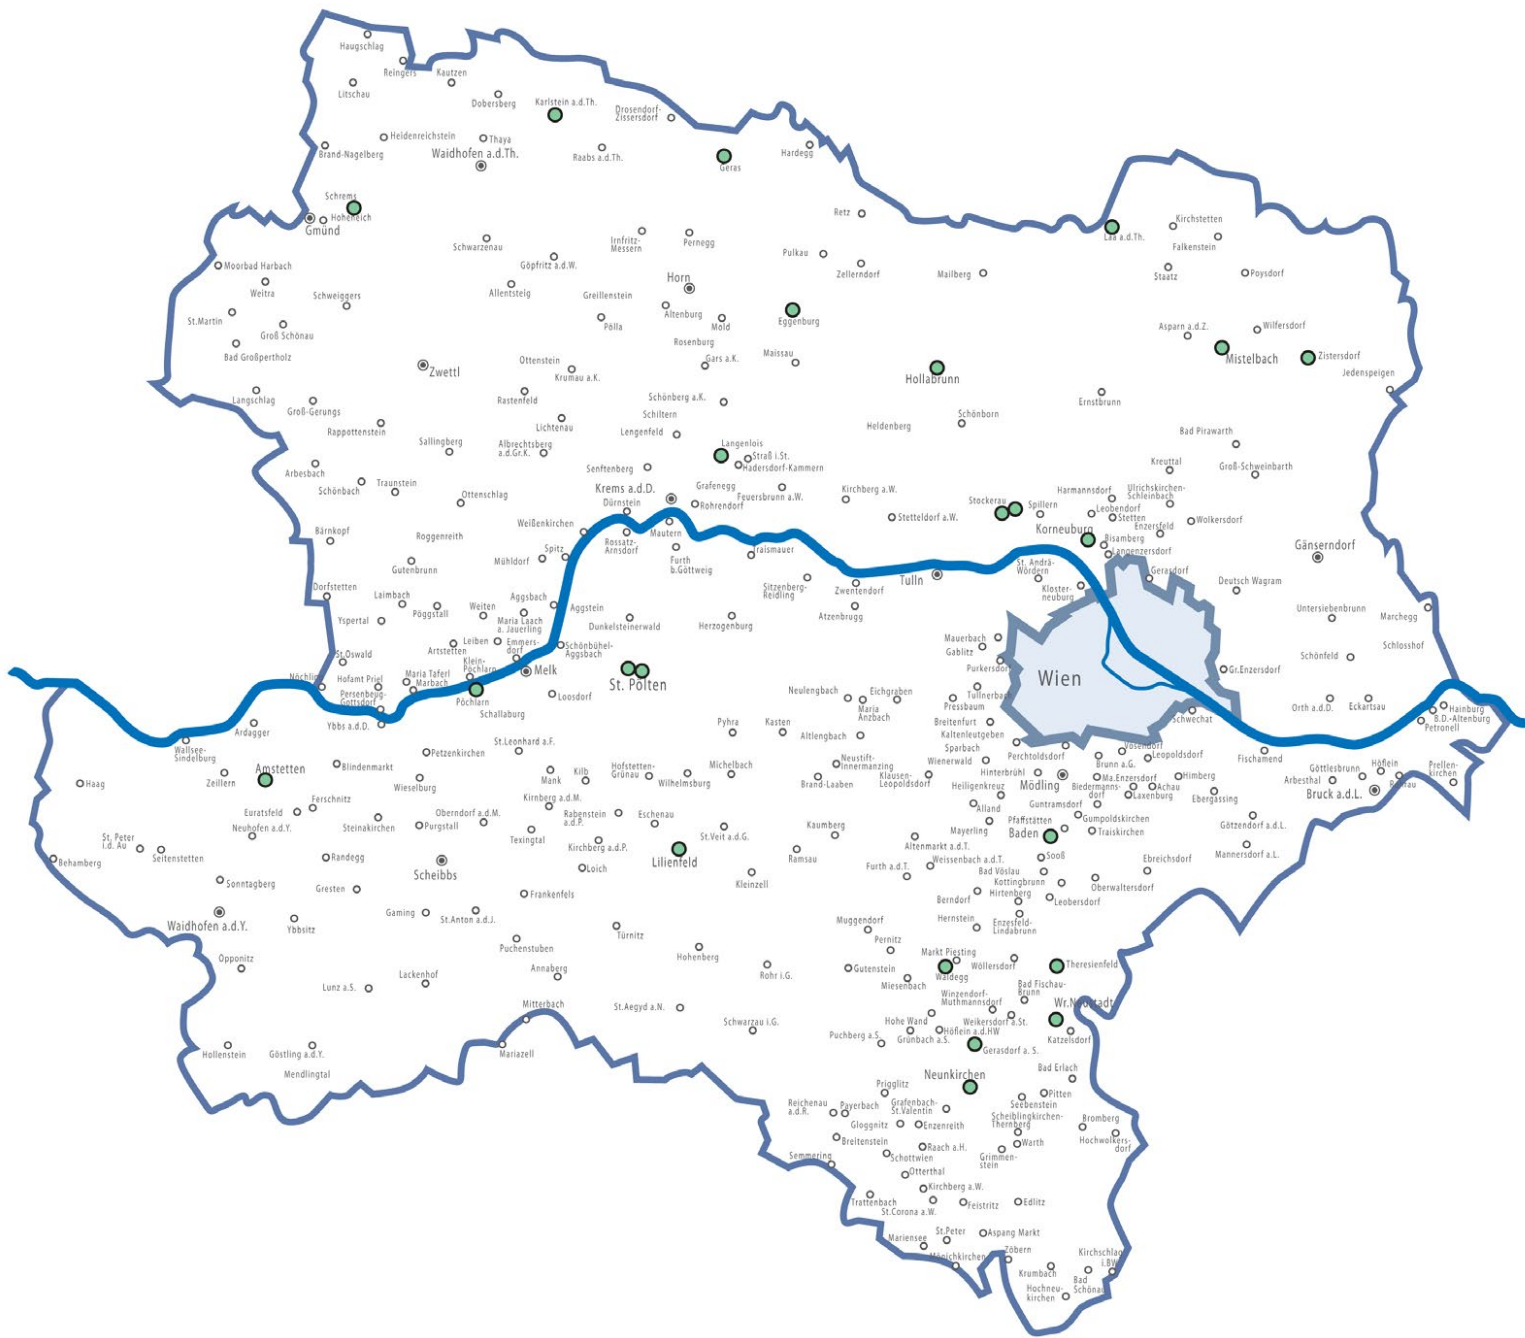 Haugschlag
Reingers
Kautzen
Litschau
Dobersberg
Karlstein a.d.Th.
Drosendorf-
Zissersdorf
Heidenreichstein
Thaya
Brand-Nagelberg
Waidhofen a.d.Th.
Raabs a.d.Th.
Geras
Hardegg
Schrems
Hoheneich
Gmünd
Retz
Kirchstetten
Laa a.d.Th.
Falkenstein
Schwarzenau
Irnfritz-
Messern
Pernegg
Göpfritz a.d.W.
Pulkau
Zellerndorf
Mailberg
Staatz
Poysdorf
Moorbad Harbach
Weitra
Schweiggers
Allentsteig
Horn
Greillenstein
Altenburg
Pölla
Mold
Eggenburg
St.Martin
Groß Schönau
Asparn a.d.Z.
Wilfersdorf
Rosenburg
Bad Großpertholz
Ottenstein
Krumau a.K.
Gars a.K.
Maissau
Mistelbach
Zistersdorf
Zwettl
Hollabrunn
Jedenspeigen
Langschlag
Groß-Gerungs
Rastenfeld
Schönberg a.K.
Schiltern
Schönborn
Ernstbrunn
Rappottenstein
Lichtenau
Lengenfeld
Heldenberg
Bad Pirawarth
Sallingberg
Albrechtsberg
a.d.Gr.K.
Langenlois
Straß i.St.
Hadersdorf-Kammern
Arbesbach
Senftenberg
Kreuttal
Groß-Schweinbarth
Schönbach
Traunstein
Ottenschlag
Krems a.d.D.
Grafenegg
Feuersbrunn a.W.
Kirchberg a.W.
Harmannsdorf
Ulrichskirchen-
Schleinbach
Dürnstein
Rohrendorf
Stockerau
Spillern
Leobendorf
Stetten
Stetteldorf a.W.
Weißenkirchen
Mautern
Korneuburg
Enzersfeld
Wolkersdorf
Bärnkopf
Roggenreith
Rossatz-
Arnsdorf
Bisamberg
Langenzersdorf
Gänserndorf
Spitz
Mühldorf
Furth
b.Göttweig
Traismauer
St. Andrä-
Wördern
Gerasdorf
Gutenbrunn
Tulln
Dorfstetten
Sitzenberg-
Reidling
Zwentendorf
Kloster-
neuburg
Deutsch Wagram
Laimbach
Pöggstall
Weiten
Aggsbach
Aggstein
Atzenbrugg
Untersiebenbrunn
Marchegg
Yspertal
Maria Laach
a. Jauerling
Dunkelsteinerwald
Herzogenburg
Leiben
Emmers-
dorf
Schönbühel-
Aggsbach
Mauerbach
Gablitz
Schlosshof
Artstetten
St.Oswald
Klein-
Pöchlarn
Purkersdorf
Schönfeld
Nöchling
Hofamt Priel
Maria Taferl
Marbach
Melk
Wien
Gr.Enzersdorf
Persenbeug-
Gottsdorf
Pöchlarn
Loosdorf
St. Pölten
Neulengbach
Eichgraben
Tullnerbach
Schallaburg
Maria
Anzbach
Pressbaum
Orth a.d.D.
Eckartsau
Hainburg
B.D.-Altenburg
Petronell
Ardagger
Ybbs a.d.D.
Pyhra
Kasten
Altlengbach
Breitenfurt
Kaltenleutgeben
Schwechat
Wallsee-
Sindelburg
Petzenkirchen
St.Leonhard a.F.
Sparbach
Wienerwald
Perchtoldsdorf
Vösendorf
Leopoldsdorf
Fischamend
Amstetten
Zeillern
Blindenmarkt
Mank
Kilb
Hofstetten-
Grünau
Wilhelmsburg
Michelbach
Neustift-
Innermanzing
Klausen-
Leopoldsdorf
Hinterbrühl
Brunn a.G.
Göttlesbrunn
Arbesthal
Höflein
Prellen-
kirchen
Haag
Wieselburg
Brand-Laaben
Heiligenkreuz
Mödling
Ma.Enzersdorf
Biedermanns-
dorf
Achau
Laxenburg
Himberg
Ebergassing
Bruck a.d.L.
Euratsfeld
Ferschnitz
Oberndorf a.d.M.
Kirnberg a.d.M.
Rabenstein
a.d.P.
Eschenau
Alland
Guntramsdorf
Neuhofen a.d.Y.
Steinakirchen
Purgstall
Texingtal
St.Veit a.d.G.
Kaumberg
Mayerling
Pfaffstätten
Gumpoldskirchen
Traiskirchen
Götzendorf a.d.L.
St. Peter
i.d. Au
Seitenstetten
Kirchberg a.d.P.
Ramsau
Altenmarkt a.d.T.
Baden
Mannersdorf a.L.
Behamberg
Randegg
Scheibbs
Loich
Lilienfeld
Furth a.d.T.
Weissenbach a.d.T.
Sooß
Bad Vöslau
Ebreichsdorf
Sonntagberg
Gresten
Frankenfels
Kleinzell
Kottingbrunn
Hirtenberg
Oberwaltersdorf
Berndorf
Leobersdorf
Waidhofen a.d.Y.
Ybbsitz
Gaming
St.Anton a.d.J.
Türnitz
Muggendorf
Hernstein
Enzesfeld-
Lindabrunn
Puchenstuben
Hohenberg
Pernitz
Opponitz
Lackenhof
Annaberg
Rohr i.G.
Gutenstein
Markt Piesting
Waldegg
Wöllersdorf
Theresienfeld
Lunz a.S.
Miesenbach
Bad Fischau-
Brunn
Mitterbach
St.Aegyd a.N.
Winzendorf-
Muthmannsdorf
Wr.Neustadt
Schwarzau i.G.
Hohe Wand
Weikersdorf a.St.
Hollenstein
Göstling a.d.Y.
Mariazell
Puchberg a.S.
Grünbach a.S.
Höflein a.d.HW
Katzelsdorf
Gerasdorf a. S.
Mendlingtal
Neunkirchen
Bad Erlach
Prigglitz
Pitten
Reichenau
a.d.R.
Payerbach
Grafenbach-
St.Valentin
Seebenstein
Gloggnitz
Enzenreith
Scheiblingkirchen-
Thernberg
Bromberg
Breitenstein
Raach a.H.
Warth
Hochwolkers-
dorf
Semmering
Schottwien
Grimmen-
stein
Otterthal
Trattenbach
Kirchberg a.W.
St.Corona a.W.
Feistritz
Edlitz
Mariensee
St.Peter
Aspang Markt
Mönichkirchen
Zöbern
Kirchschlag
i.BW
Krumbach
Bad
Schönau
Hochneu-
kirchen